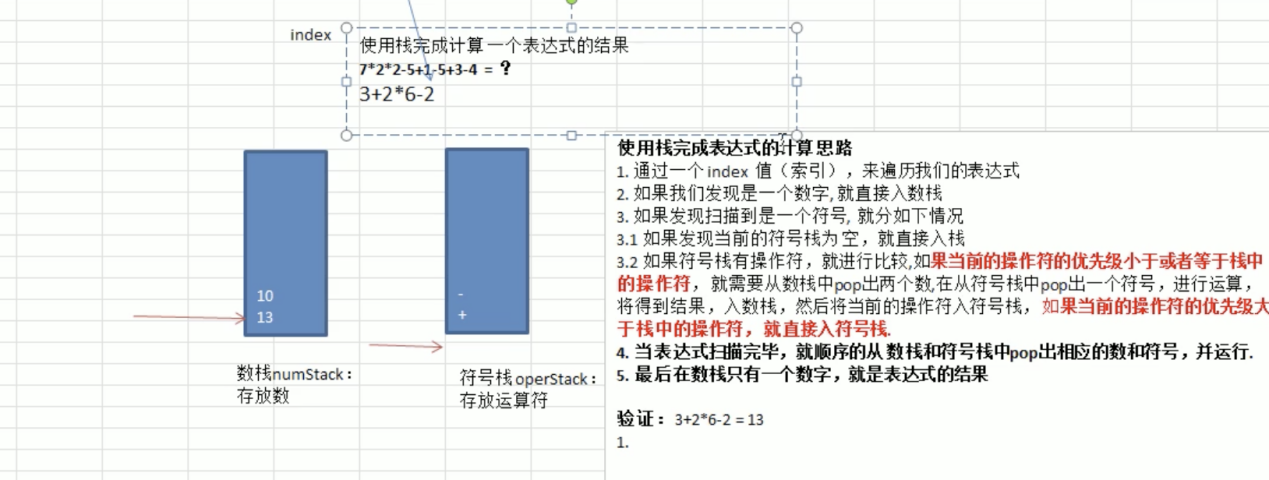 index
使用栈完成计算 一个表达式的结果
7*2*2-5+1-5+3-4 = ?
3+2*6-2
10
13
-
+
数栈numStack：
存放数
符号栈operStack：
存放运算符
使用栈完成表达式的计算 思路
1. 通过一个 index 值（索引），来遍历我们的表达式
2. 如果我们发现是一个数字, 就直接入数栈
3. 如果发现扫描到是一个符号, 就分如下情况
3.1 如果发现当前的符号栈为 空，就直接入栈
3.2 如果符号栈有操作符，就进行比较,如果当前的操作符的优先级小于或者等于栈中
的操作符，就需要从数栈中pop出两个数,在从符号栈中pop出一个符号，进行运算，
将得到结果，入数栈，然后将当前的操作符入符号栈，如果当前的操作符的优先级大
于栈中的操作符，就直接入符号栈.
4. 当表达式扫描完毕，就顺序的从 数栈和符号栈中pop出相应的数和符号，并运行.
5. 最后在数栈只有一个数字，就是表达式的结果
验证：3+2*6-2 = 13
1.